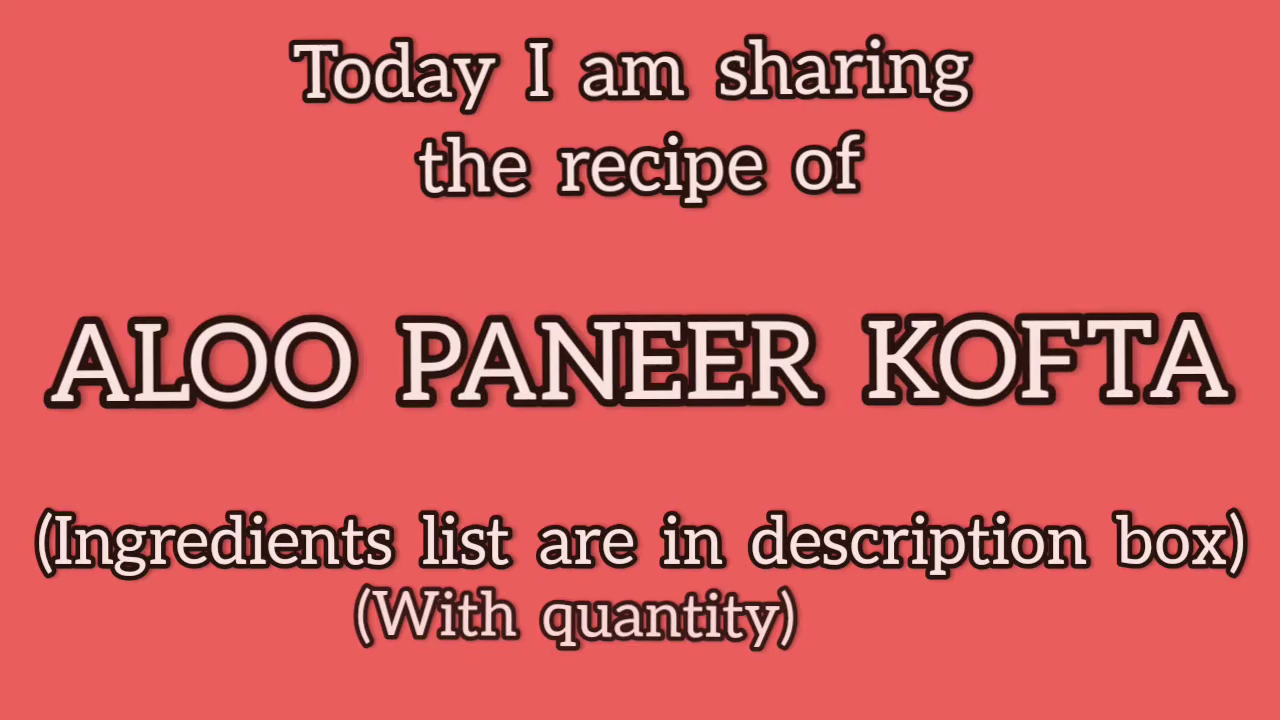 Today I am sharing
the recipe of
ALOO PANEER KOFTA
(Ingredients list are in description box)
(With quantity)